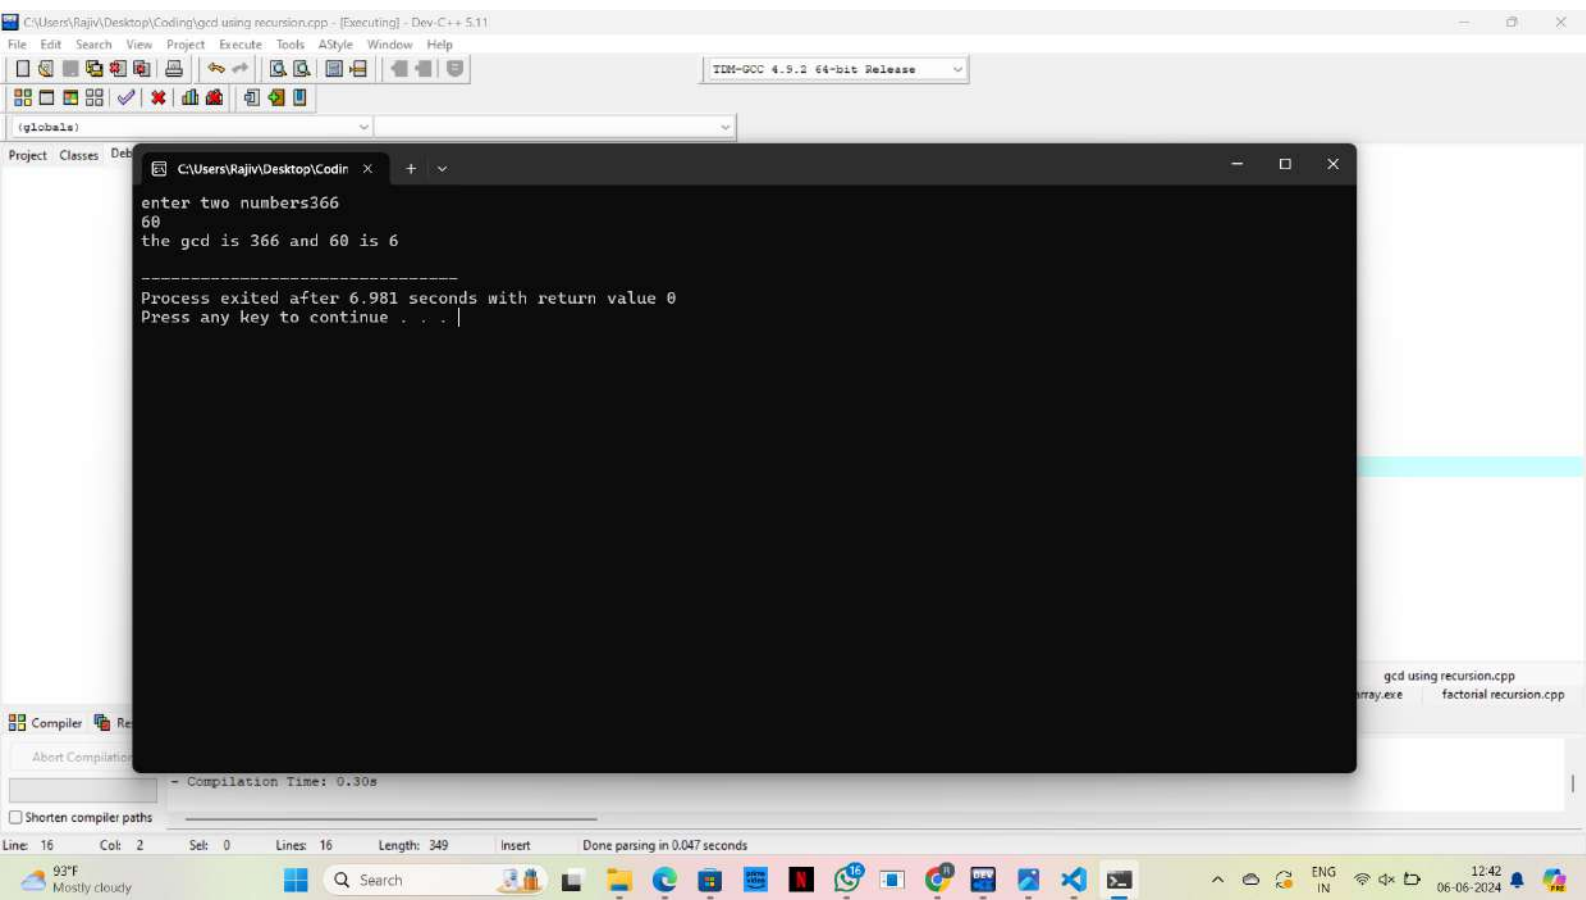 C:\Users\Rajiv\Desktop\Coding\gcd using recursion.cpp - [Executing] - Dev-C++ 5.11
File Edit Search View Project Execute Tools AStyle Window Help
TDM-GCC 4.9.2 64-bit Release
(globals)
Project Classes Deb
C:\Users\Rajiv\Desktop\Codin
enter two numbers366
60
the gcd is 366 and 60 is 6
--------------------------------
Process exited after 6.981 seconds with return value 0
Press any key to continue . . .
gcd using recursion.cpp
rray.exe factorial recursion.cpp
Compiler Re
Abort Compilation
- Compilation Time: 0.30s
Shorten compiler paths
Line: 16 Col: 2 Sel: 0 Lines: 16 Length: 349 Insert Done parsing in 0.047 seconds
93°F
Mostly cloudy
Search
16
DEV
ENG
IN
12:42
06-06-2024
PRE